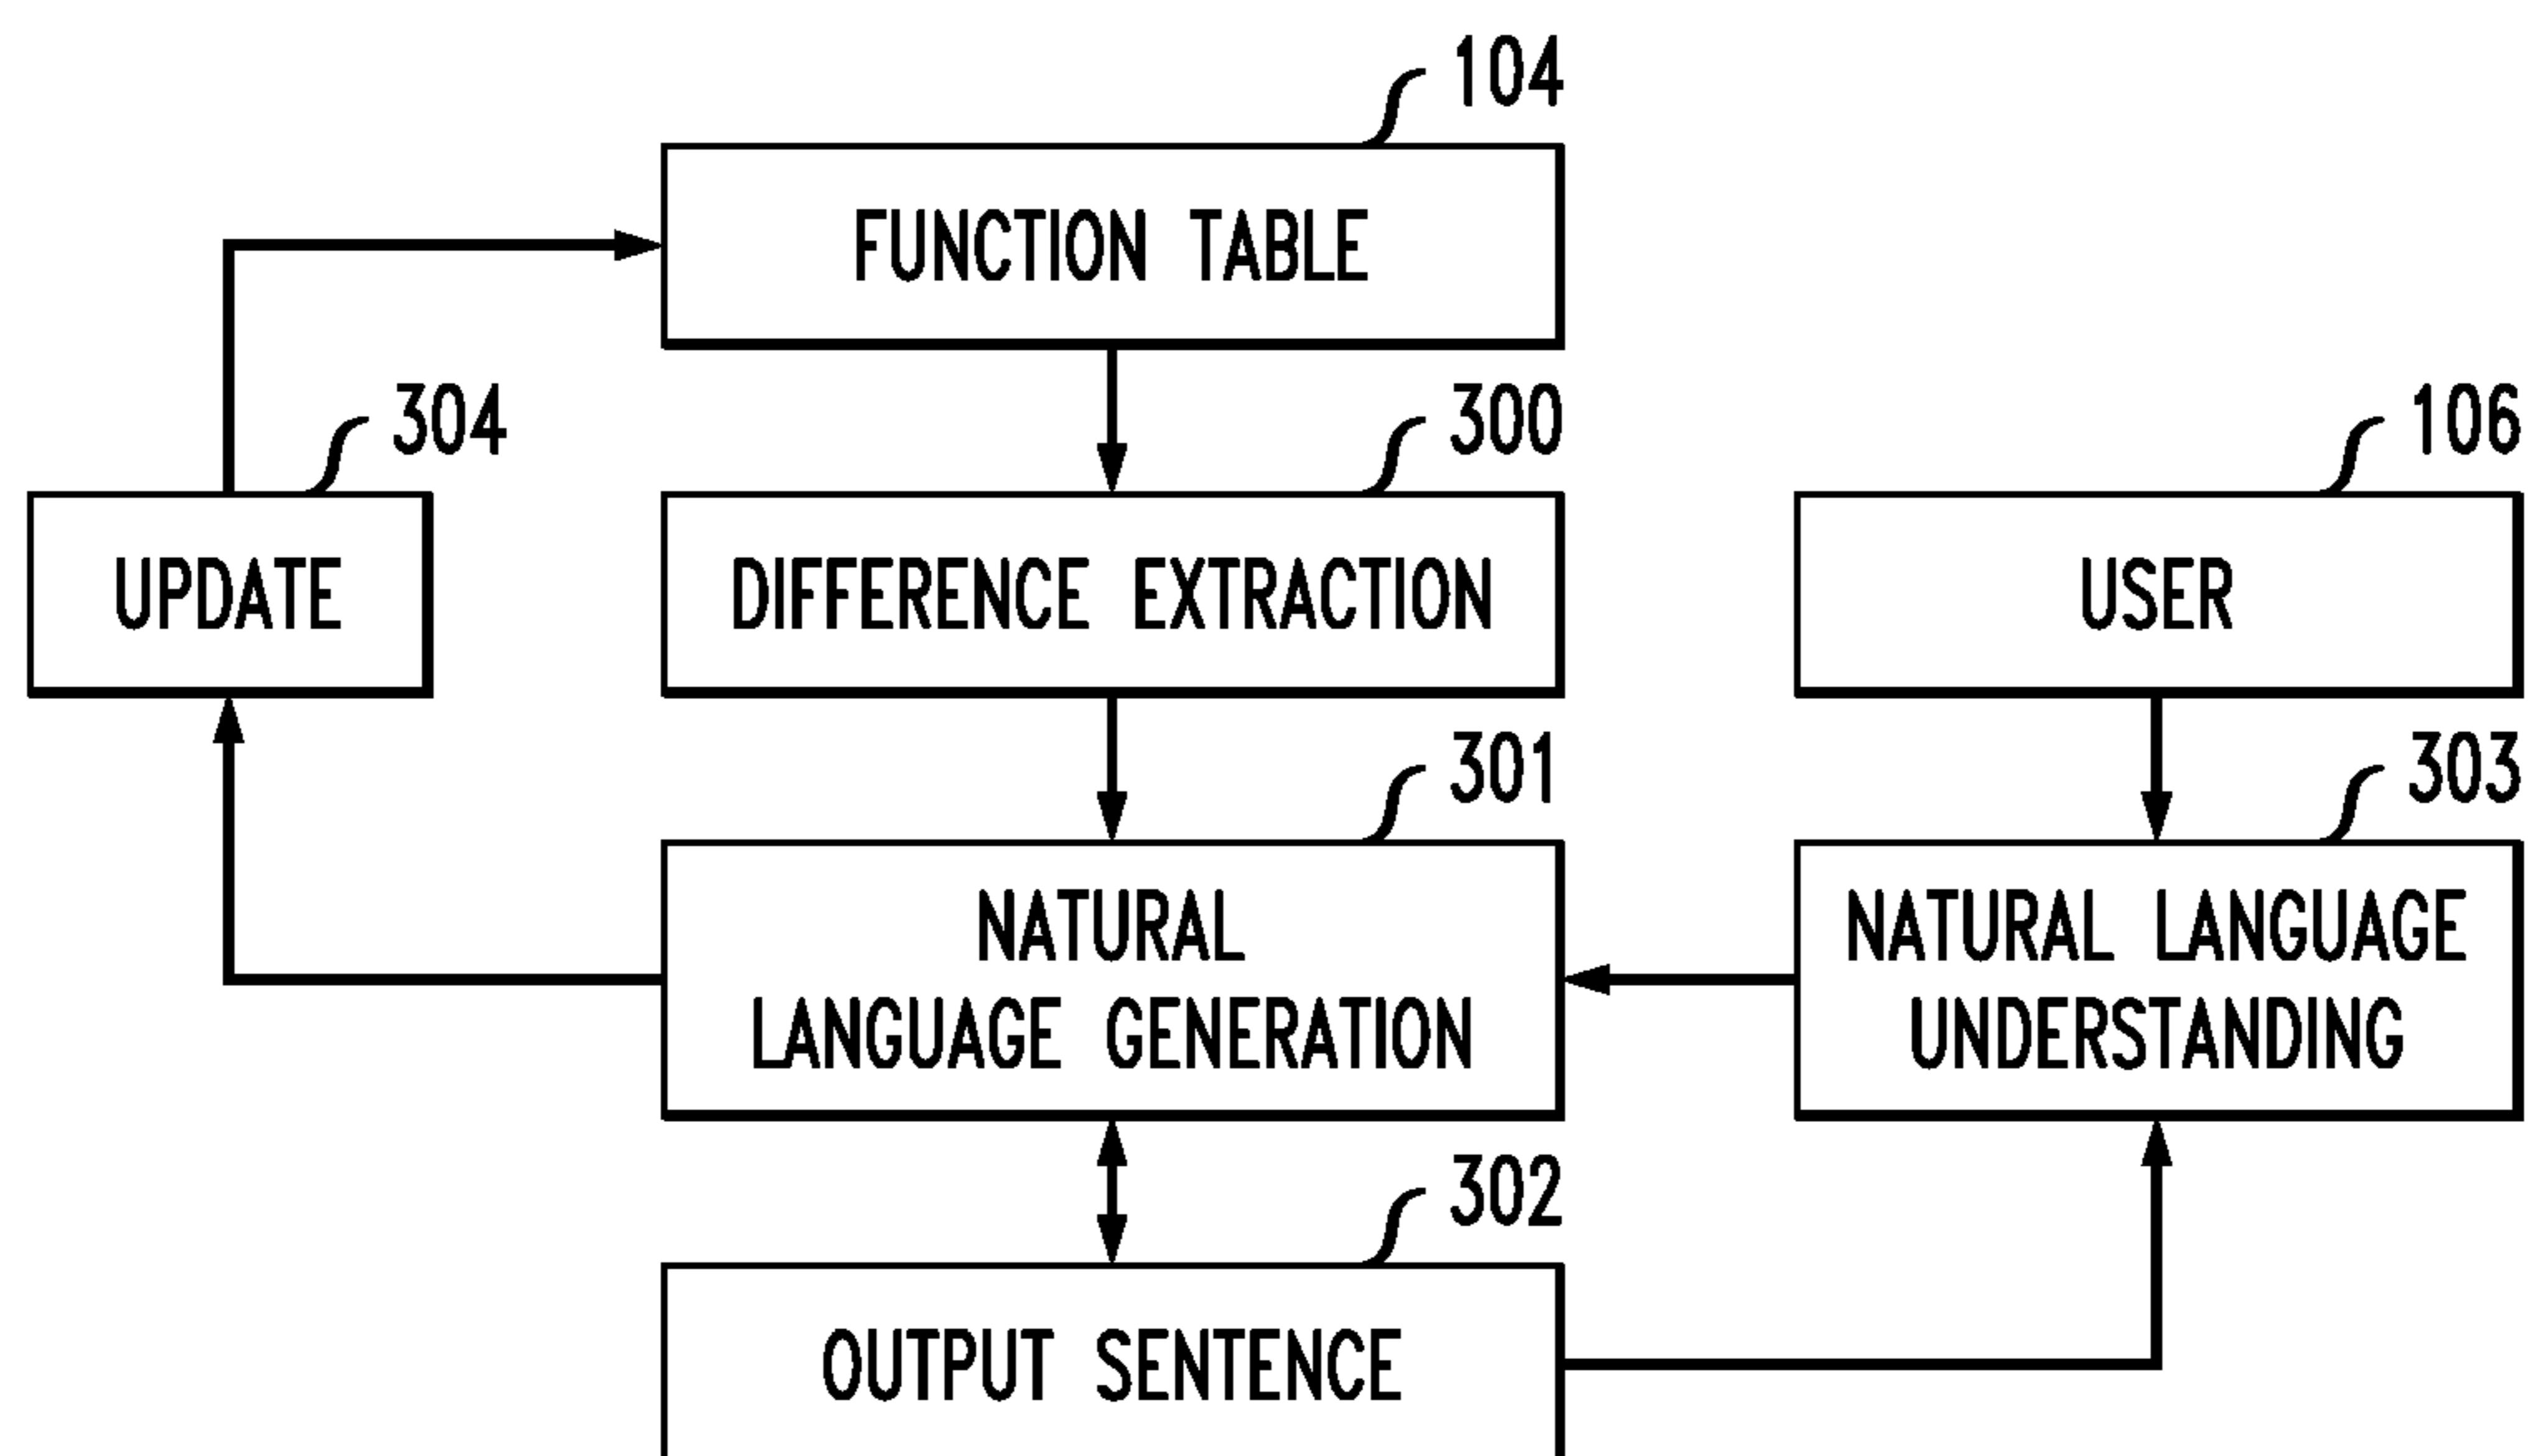 104
FUNCTION TABLE
304
300
106
UPDATE
DIFFERENCE EXTRACTION
USER
301
303
NATURAL
LANGUAGE GENERATION
NATURAL LANGUAGE
UNDERSTANDING
302
OUTPUT SENTENCE